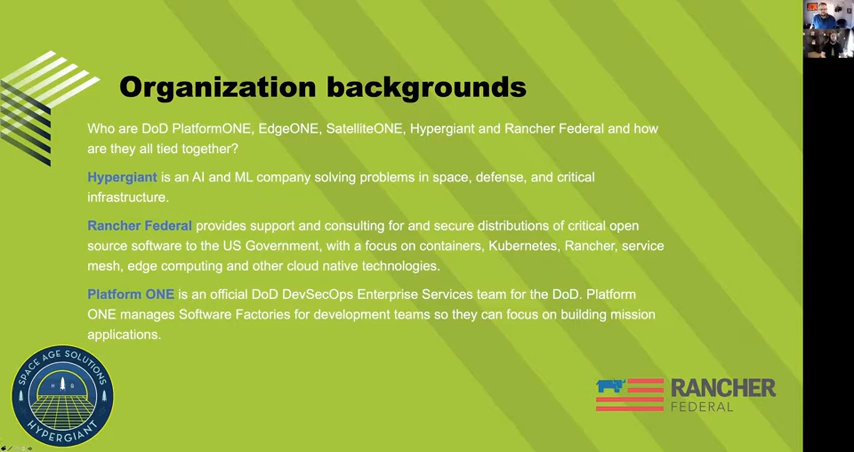 Organization backgrounds
Who are DoD PlatformONE, EdgeONE, SatelliteONE, Hypergiant and Rancher Federal and how
are they all tied together?
Hypergiant is an AI and ML company solving problems in space, defense, and critical
infrastructure.
Rancher Federal provides support and consulting for and secure distributions of critical open
source software to the US Government, with a focus on containers, Kubernetes, Rancher, service
mesh, edge computing and other cloud native technologies.
Platform ONE is an official DoD DevSecOps Enterprise Services team for the DoD. Platform
ONE manages Software Factories for development teams so they can focus on building mission
applications.
SPACE AGE SOLUTIONS
H G
HYPERGIANT
RANCHER
FEDERAL